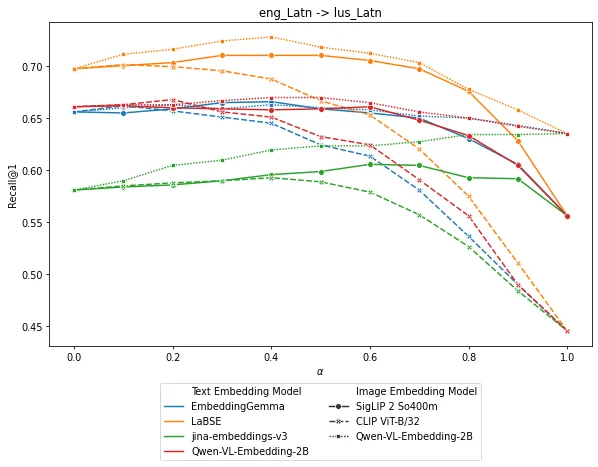 eng_Latn -> lus_Latn
Recall@1
0.70
0.65
0.60
0.55
0.50
0.45
0.0
0.2
0.4
0.6
0.8
1.0
α
Text Embedding Model
EmbeddingGemma
LaBSE
jina-embeddings-v3
Qwen-VL-Embedding-2B
Image Embedding Model
SigLIP 2 So400m
CLIP ViT-B/32
Qwen-VL-Embedding-2B